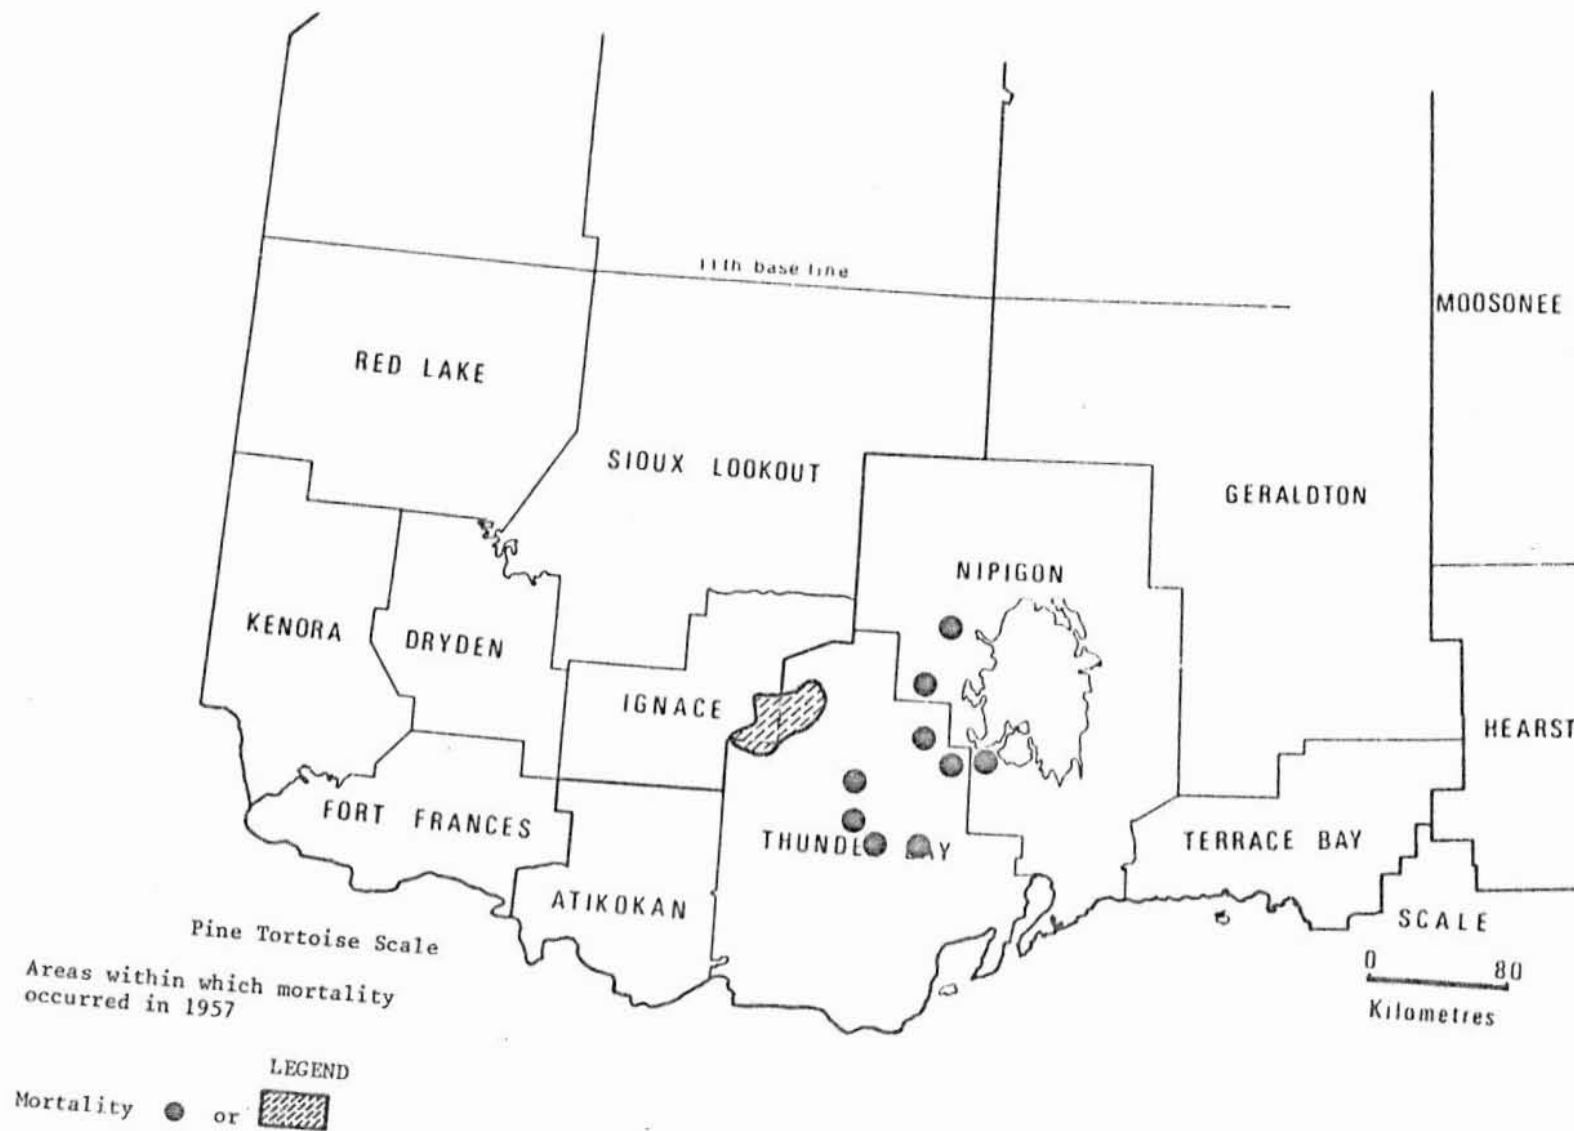 11th base line
MOOSONEE
RED LAKE
SIOUX LOOKOUT
GERALDTON
NIPIGON
KENORA
DRYDEN
IGNACE
HEARST
FORT FRANCES
THUNDE BAY
TERRACE BAY
ATIKOKAN
SCALE
0 80
Kilometres
Pine Tortoise Scale
Areas within which mortality
occurred in 1957
LEGEND
Mortality or